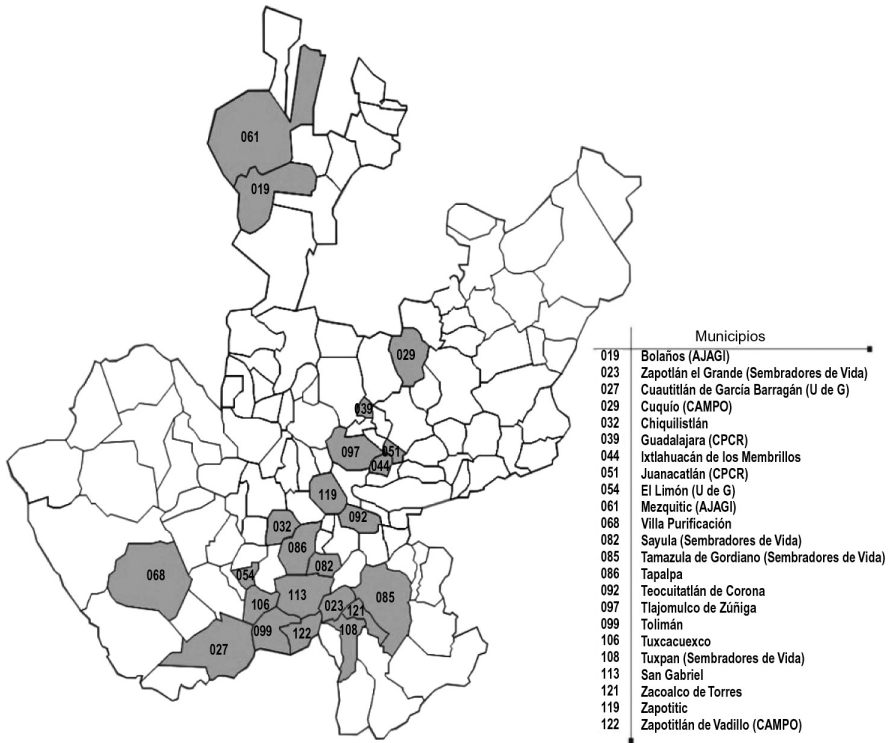 061
019
029
039
097
051
044
119
092
032
086
082
054
068
113
085
106
023
121
099
122
108
027
Municipios
019 Bolaños (AJAGI)
023 Zapotlán el Grande (Sembradores de Vida)
027 Cuautitlán de García Barragán (U de G)
029 Cuquío (CAMPO)
032 Chiquilistlán
039 Guadalajara (CPCR)
044 Ixtlahuacán de los Membrillos
051 Juanacatlán (CPCR)
054 El Limón (U de G)
061 Mezquitic (AJAGI)
068 Villa Purificación
082 Sayula (Sembradores de Vida)
085 Tamazula de Gordiano (Sembradores de Vida)
086 Tapalpa
092 Teocuitatlán de Corona
097 Tlajomulco de Zúñiga
099 Tolimán
106 Tuxcacuexco
108 Tuxpan (Sembradores de Vida)
113 San Gabriel
121 Zacoalco de Torres
119 Zapotitic
122 Zapotitlán de Vadillo (CAMPO)